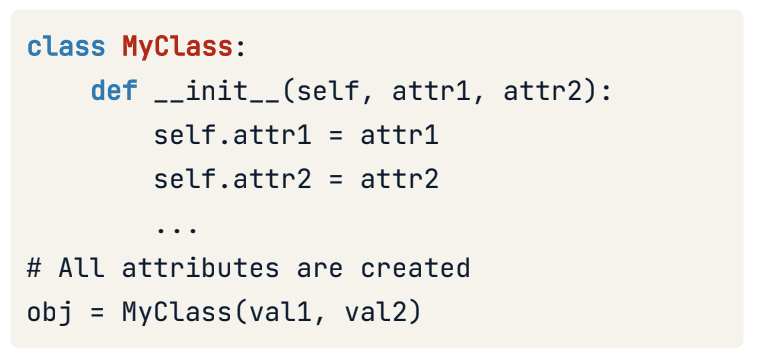 class MyClass:
    def __init__(self, attr1, attr2):
        self.attr1 = attr1
        self.attr2 = attr2
        ...
# All attributes are created
obj = MyClass(val1, val2)